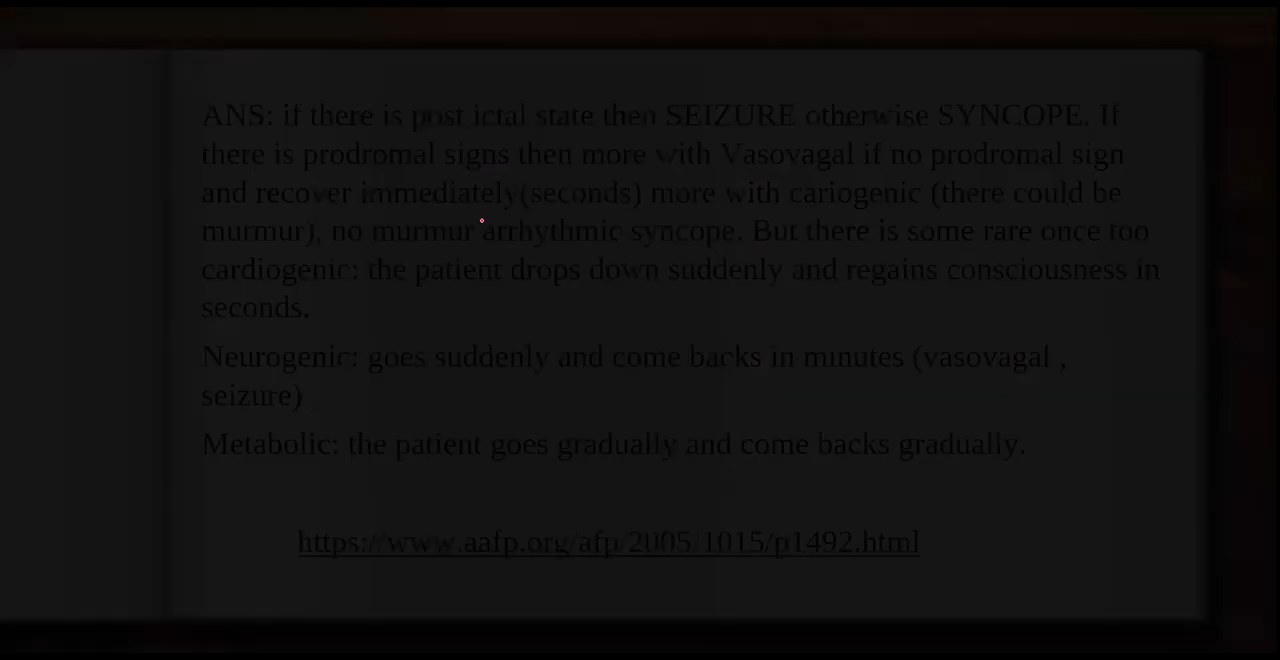 ANS: if there is post ictal state then SEIZURE otherwise SYNCOPE. If
there is prodromal signs then more with Vasovagal if no prodromal sign
and recover immediately(seconds) more with cariogenic (there could be
murmur), no murmur arrhythmic syncope. But there is some rare once too
cardiogenic: the patient drops down suddenly and regains consciousness in
seconds.
Neurogenic: goes suddenly and come backs in minutes (vasovagal ,
seizure)
Metabolic: the patient goes gradually and come backs gradually.
https://www.aafp.org/afp/2005/1015/p1492.html